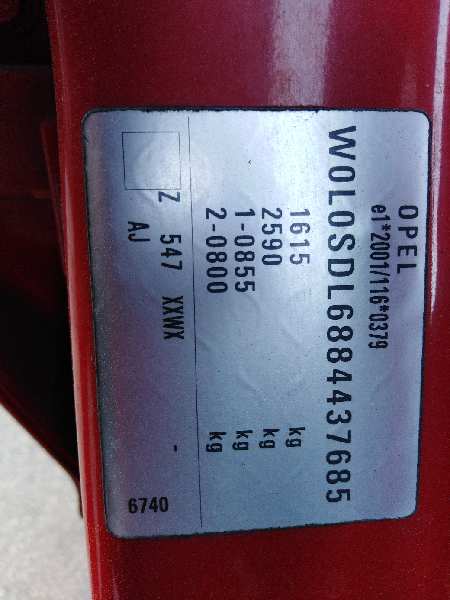 OPEL
e1*2001/116*0379
W0L0SDL6884437685
1615 kg
2590 kg
1-0855 kg
2-0800 kg
Z 547 XXWX -
AJ
6740